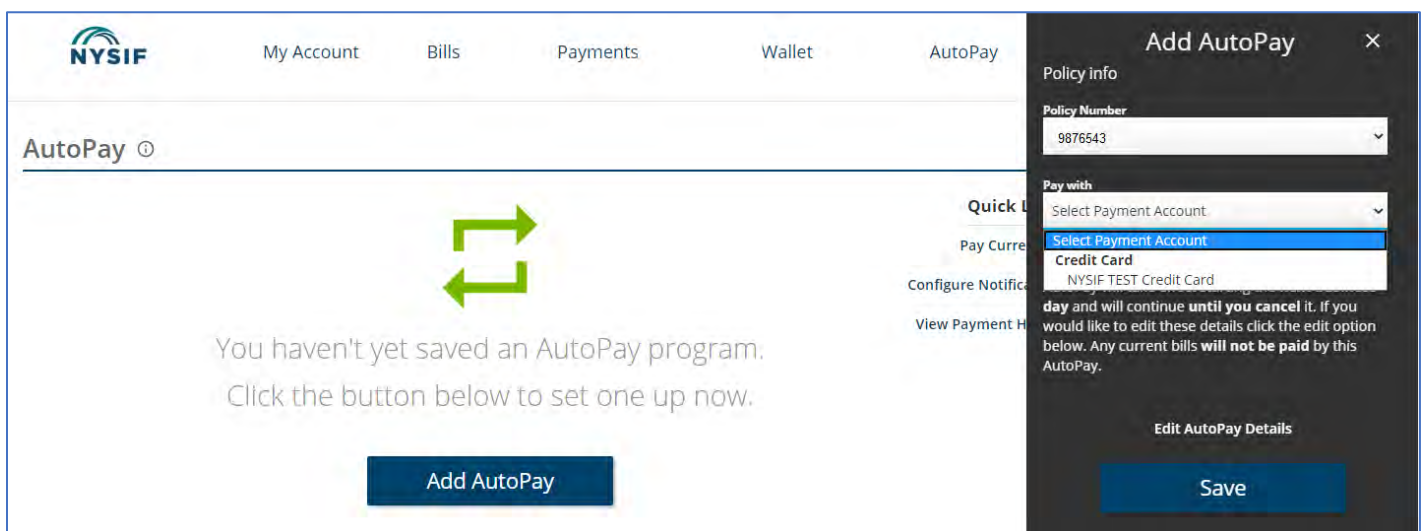 NYSIF
My Account Bills Payments Wallet AutoPay
AutoPay
Quick L
Pay Curre
Configure Notifica
View Payment H
You haven't yet saved an AutoPay program.
Click the button below to set one up now.
Add AutoPay
Add AutoPay ×
Policy info
Policy Number
9876543
Pay with
Select Payment Account
Select Payment Account
Credit Card
NYSIF TEST Credit Card
day and will continue until you cancel it. If you
would like to edit these details click the edit option
below. Any current bills will not be paid by this
AutoPay.
Edit AutoPay Details
Save